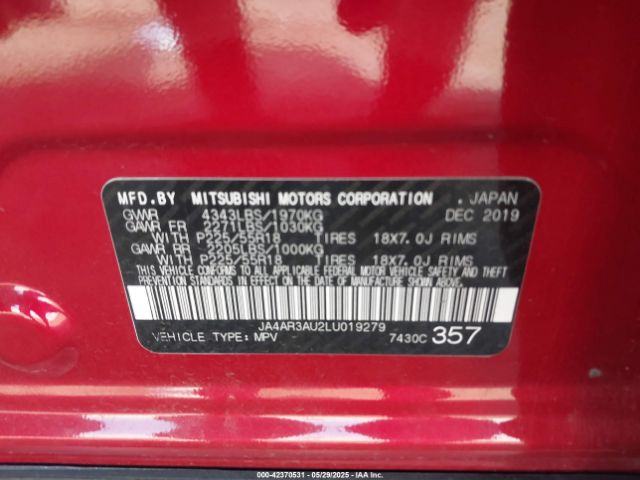 MFD.BY MITSUBISHI MOTORS CORPORATION . JAPAN
GVWR 4343LBS/1970KG DEC 2019
GAWR FR 2271LBS/1030KG
WITH P225/55R18 TIRES 18X7.0J RIMS
GAWR RR 2205LBS/1000KG
WITH P225/55R18 TIRES 18X7.0J RIMS
THIS VEHICLE CONFORMS TO ALL APPLICABLE FEDERAL MOTOR VEHICLE SAFETY AND THEFT
PREVENTION STANDARDS IN EFFECT ON THE DATE OF MANUFACTURE SHOWN ABOVE.
JA4AR3AU2LU019279
VEHICLE TYPE: MPV 7430C 357
000-42370531 - 05/29/2025 - IAAI INC.